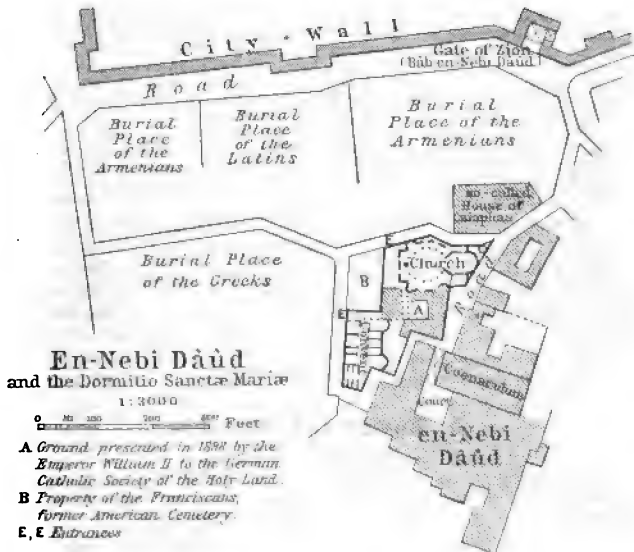 City-Wall
Gate of Zion
(Bâb en-Nebi Dâûd)
Road
Burial
Place
of the
Armenians
Burial
Place
of the
Latins
Burial
Place of the
Armenians
so-called
House of
Caiaphas
Burial Place
of the Greeks
E
Church
B
A
E
Road
Coenaculum
Court
en-Nebi
Dâûd
En-Nebi Dâûd
and the Dormitio Sanctæ Mariæ
1:3000
0
Feet
A Ground presented in 1898 by the
Emperor William II to the German
Catholic Society of the Holy Land.
B Property of the Franciscans,
former American Cemetery.
E, E Entrances